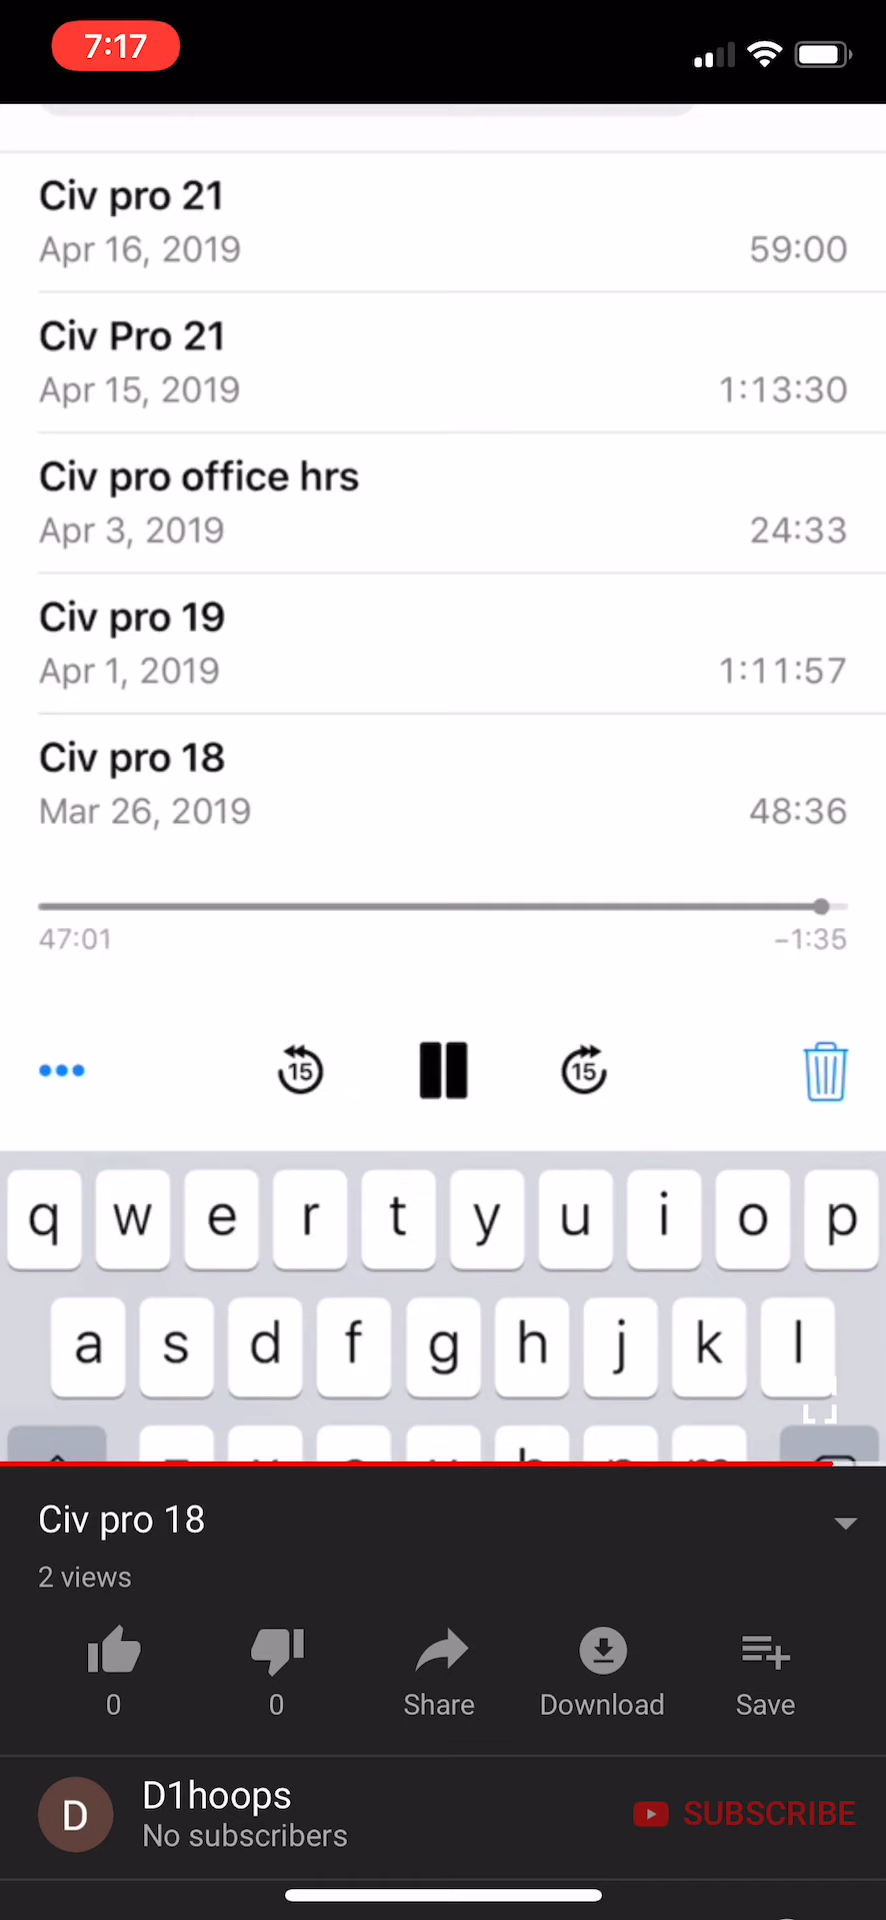 7:17
Civ pro 21
Apr 16, 2019 59:00
Civ Pro 21
Apr 15, 2019 1:13:30
Civ pro office hrs
Apr 3, 2019 24:33
Civ pro 19
Apr 1, 2019 1:11:57
Civ pro 18
Mar 26, 2019 48:36
47:01 −1:35
15 15
q w e r t y u i o p
a s d f g h j k l
Civ pro 18
2 views
0 0 Share Download Save
D D1hoops SUBSCRIBE
No subscribers